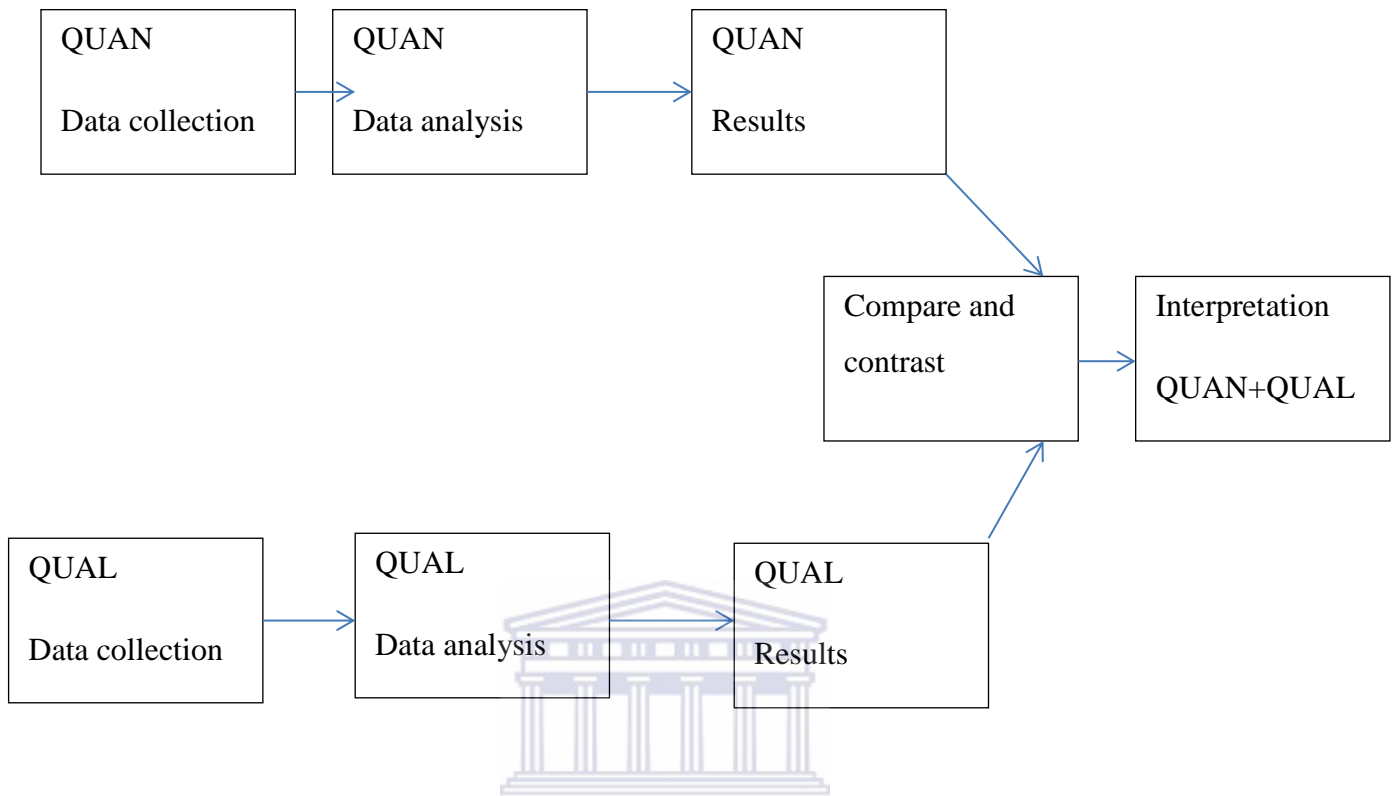 QUAN
Data collection
QUAN
Data analysis
QUAN
Results
Compare and
contrast
Interpretation
QUAN+QUAL
QUAL
Data collection
QUAL
Data analysis
QUAL
Results